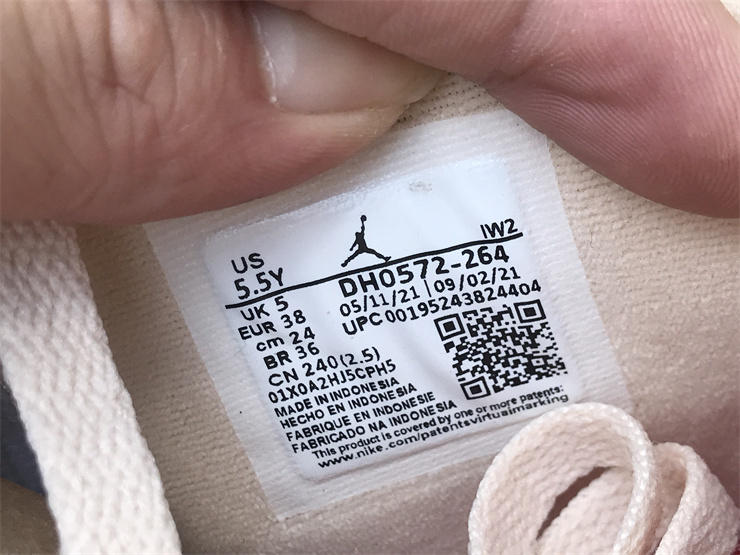 IW2
US
5.5Y
DH0572-264
UK 5
05/11/21 | 09/02/21
EUR 38
UPC 00195243824404
cm 24
BR 36
CN 240(2.5)
01X0A2HJ5CPH5
MADE IN INDONESIA
HECHO EN INDONESIA
FABRIQUE EN INDONESIE
FABRICADO NA INDONESIA
This product is covered by one or more patents:
www.nike.com/patentsvirtualmarking